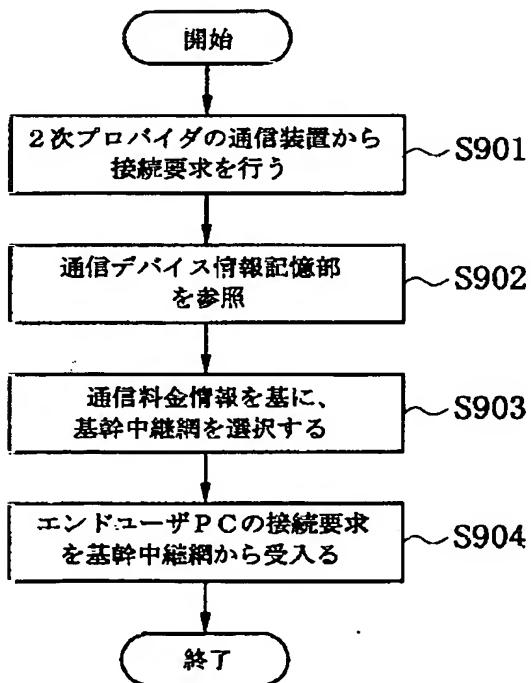 開始
2次プロバイダの通信装置から
接続要求を行う
S901
通信デバイス情報記憶部
を参照
S902
通信料金情報を基に、
基幹中継網を選択する
S903
エンドユーザPCの接続要求
を基幹中継網から受入る
S904
終了